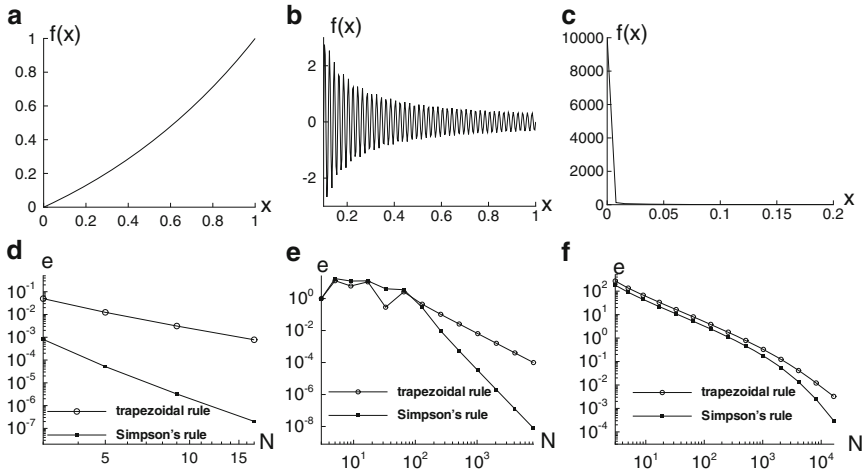 a
f(x)
1
0.8
0.6
0.4
0.2
0
0 0.2 0.4 0.6 0.8 1
x
b
f(x)
2
0
-2
0.2 0.4 0.6 0.8 1
x
c
f(x)
10000
8000
6000
4000
2000
0
0 0.05 0.1 0.15 0.2
x
d
e
10^-1
10^-2
10^-3
10^-4
10^-5
10^-6
10^-7
trapezoidal rule
Simpson's rule
5 10 15
N
e
e
10^0
10^-2
10^-4
10^-6
10^-8
trapezoidal rule
Simpson's rule
10^1 10^2 10^3
N
f
e
10^2
10^1
10^0
10^-1
10^-2
10^-3
10^-4
trapezoidal rule
Simpson's rule
10^1 10^2 10^3 10^4
N